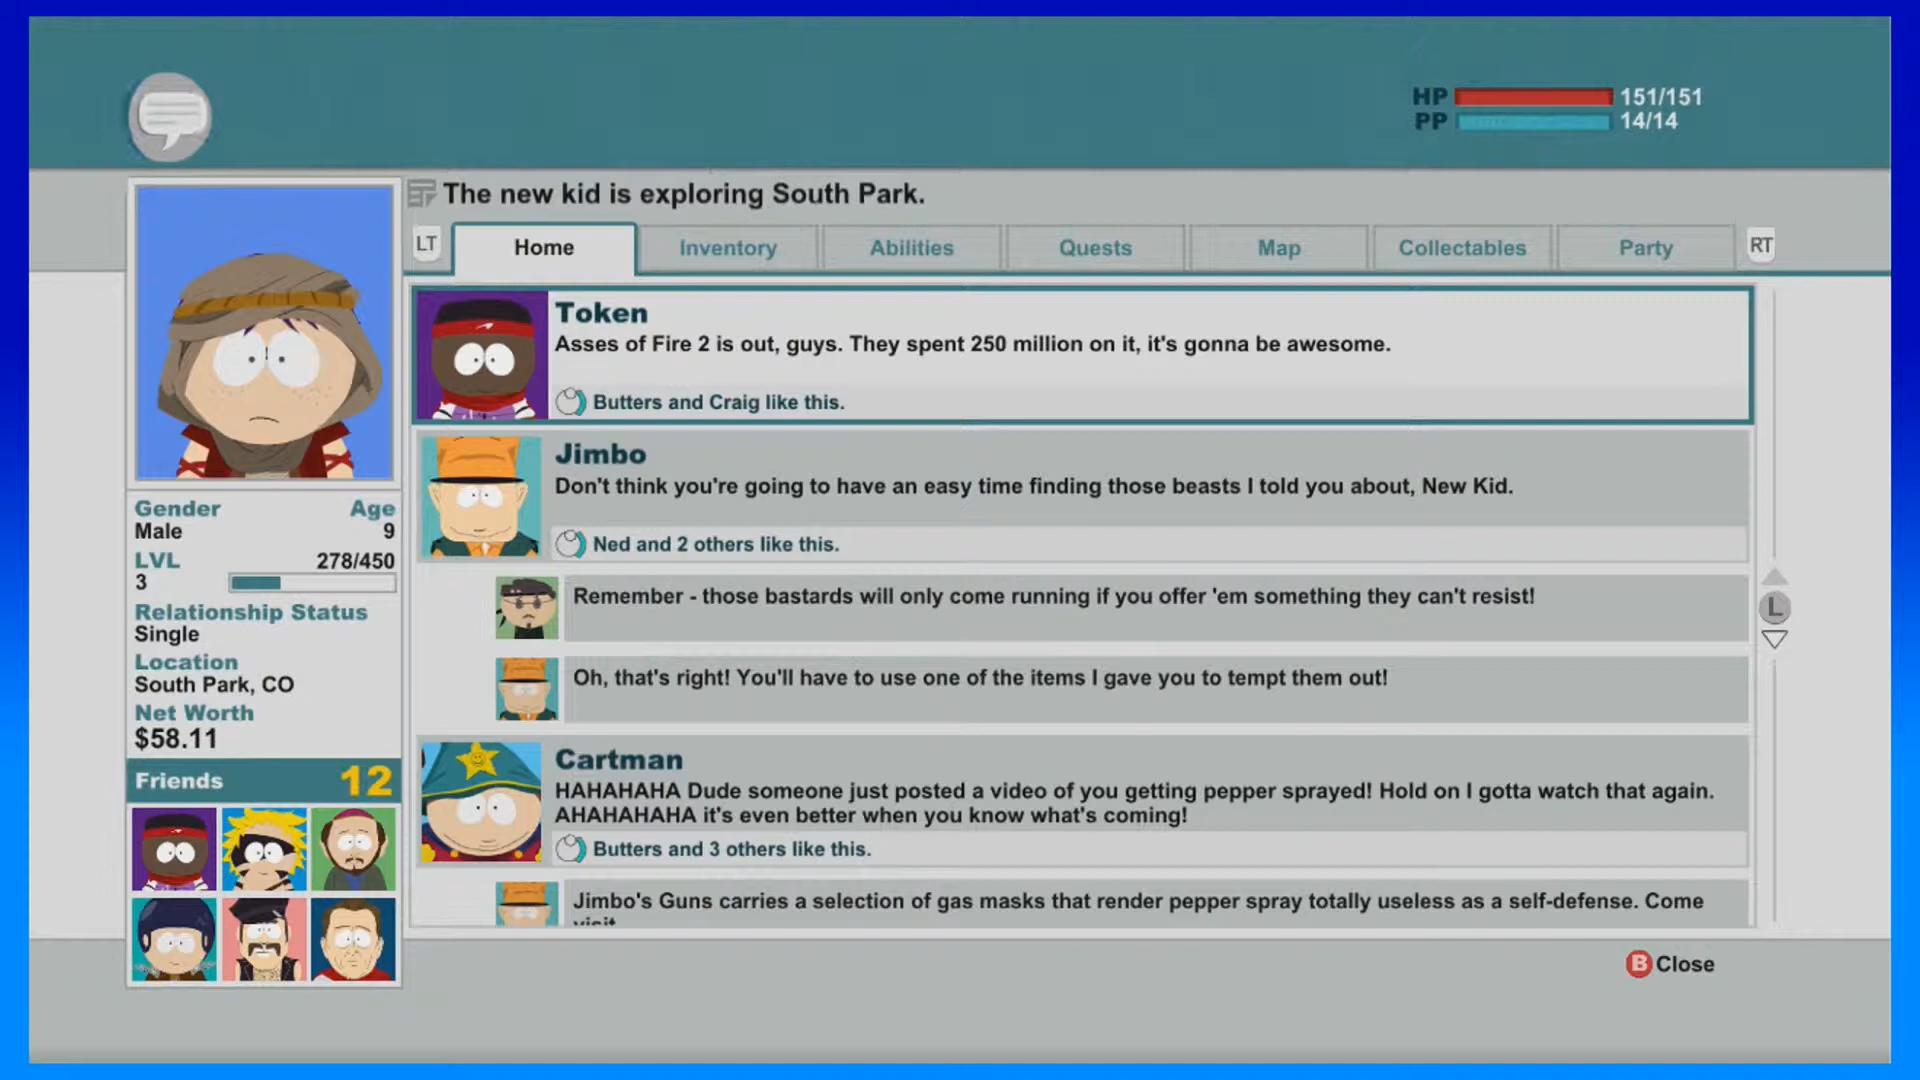 HP 151/151
PP 14/14
The new kid is exploring South Park.
LT Home Inventory Abilities Quests Map Collectables Party RT
Token
Asses of Fire 2 is out, guys. They spent 250 million on it, it's gonna be awesome.
Butters and Craig like this.
Jimbo
Don't think you're going to have an easy time finding those beasts I told you about, New Kid.
Ned and 2 others like this.
Remember - those bastards will only come running if you offer 'em something they can't resist!
Oh, that's right! You'll have to use one of the items I gave you to tempt them out!
Cartman
HAHAHAHA Dude someone just posted a video of you getting pepper sprayed! Hold on I gotta watch that again.
AHAHAHAHA it's even better when you know what's coming!
Butters and 3 others like this.
Jimbo's Guns carries a selection of gas masks that render pepper spray totally useless as a self-defense. Come
visit
Gender Age
Male 9
LVL 278/450
3
Relationship Status
Single
Location
South Park, CO
Net Worth
$58.11
Friends 12
L
B Close